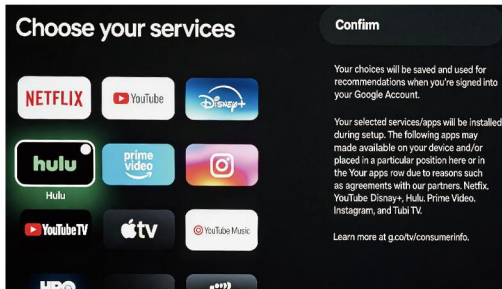 Choose your services
Confirm
NETFLIX
YouTube
Disney+
hulu
prime
video
Hulu
YouTubeTV
tv
YouTube Music
HBO
Your choices will be saved and used for
recommendations when you're signed into
your Google Account.
Your selected services/apps will be installed
during setup. The following apps may
made available on your device and/or
placed in a particular position here or in
the Your apps row due to reasons such
as agreements with our partners. Netfix,
YouTube Disnay+, Hulu. Prime Video.
Instagram, and Tubi TV.
Learn more at g.co/tv/consumerinfo.